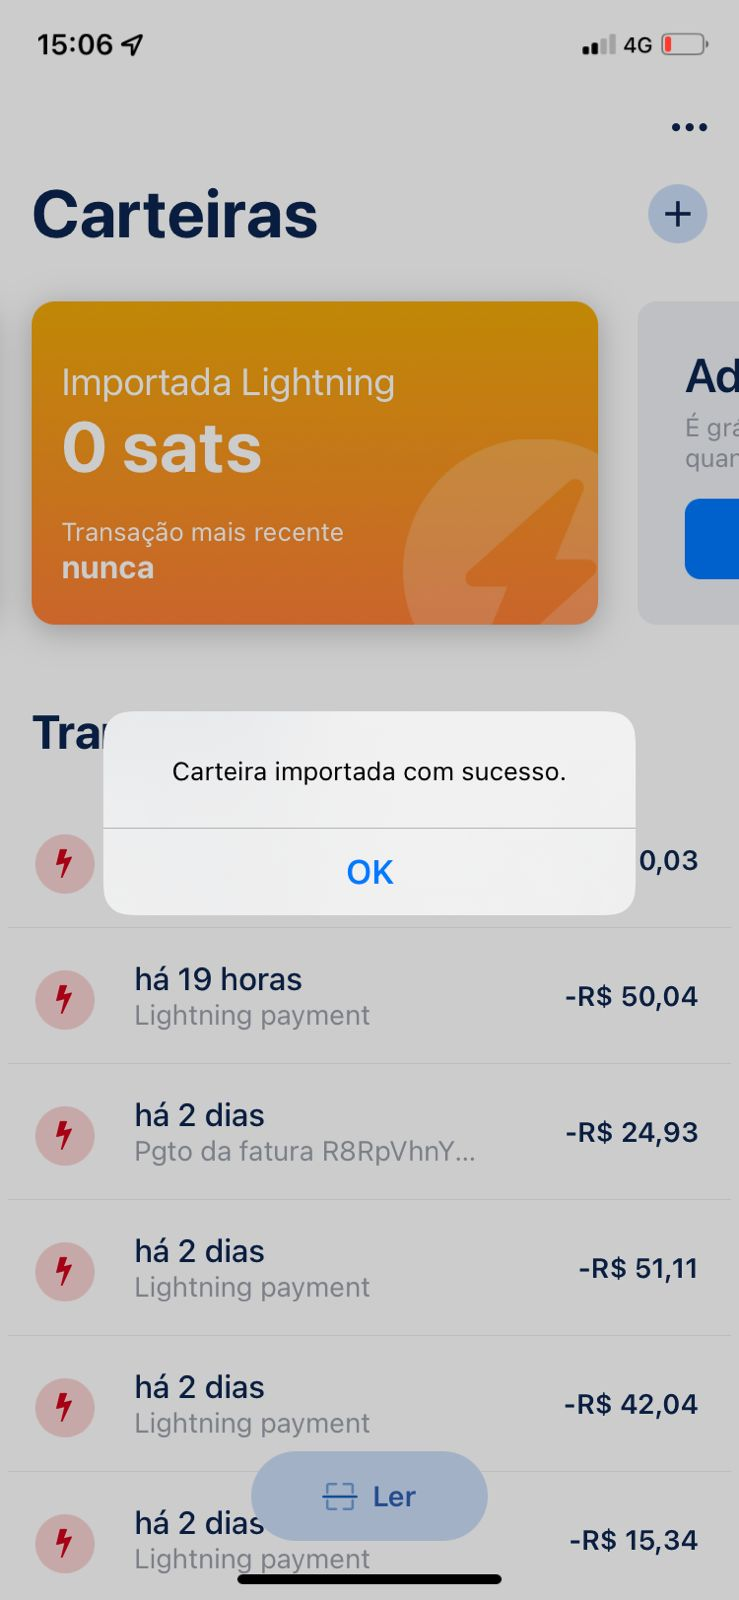 15:06
4G
Carteiras
Importada Lightning
0 sats
Transação mais recente
nunca
Ad
É grá
quan
Tra
Carteira importada com sucesso.
OK
0,03
há 19 horas
-R$ 50,04
Lightning payment
há 2 dias
-R$ 24,93
Pgto da fatura R8RpVhnY...
há 2 dias
-R$ 51,11
Lightning payment
há 2 dias
-R$ 42,04
Lightning payment
Ler
há 2 dias
-R$ 15,34
Lightning payment